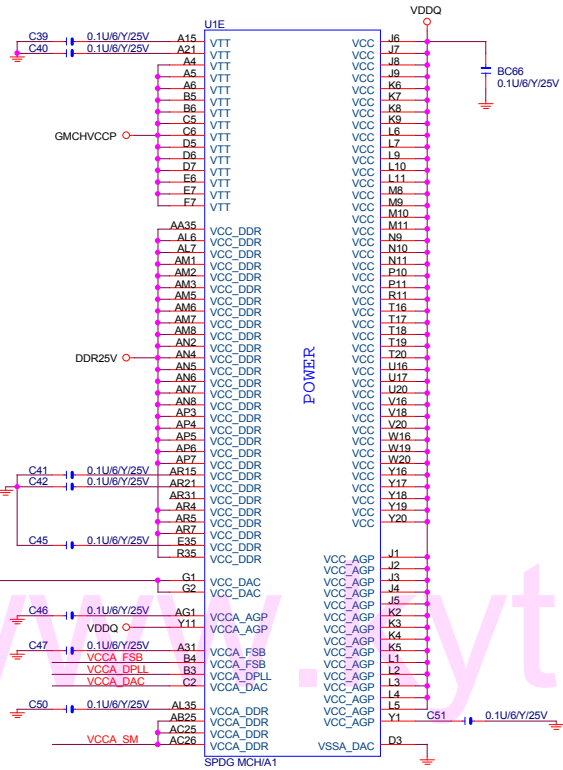 VDDQ
U1E
C39 0.1U/6/Y/25V A15 VTT VCC J6
C40 0.1U/6/Y/25V A21 VTT VCC J7
A4 VTT VCC J8
A5 VTT VCC J9
A6 VTT VCC K6
B5 VTT VCC K7
B6 VTT VCC K8
C5 VTT VCC K9
GMCHVCCP C6 VTT VCC L6
D5 VTT VCC L7
D6 VTT VCC L9
D7 VTT VCC L10
E6 VTT VCC L11
E7 VTT VCC M8
F7 VTT VCC M9
VCC M10
BC66
0.1U/6/Y/25V
AA35 VCC_DDR VCC M11
AL6 VCC_DDR VCC N9
AL7 VCC_DDR VCC N10
AM1 VCC_DDR VCC N11
AM2 VCC_DDR VCC P10
AM3 VCC_DDR VCC P11
AM5 VCC_DDR VCC R11
AM6 VCC_DDR VCC T16
AM7 VCC_DDR VCC T17
AM8 VCC_DDR VCC T18
AN2 VCC_DDR VCC T19
DDR25V AN4 VCC_DDR VCC T20
AN5 VCC_DDR VCC U16
AN6 VCC_DDR VCC U17
AN7 VCC_DDR VCC U20
AN8 VCC_DDR VCC V16
AP3 VCC_DDR VCC V18
AP4 VCC_DDR VCC V20
AP5 VCC_DDR VCC W16
AP6 VCC_DDR VCC W19
AP7 VCC_DDR VCC W20
C41 0.1U/6/Y/25V AR15 VCC_DDR VCC Y16
C42 0.1U/6/Y/25V AR21 VCC_DDR VCC Y17
AR31 VCC_DDR VCC Y18
AR4 VCC_DDR VCC Y19
AR5 VCC_DDR VCC Y20
AR7 VCC_DDR
C45 0.1U/6/Y/25V E35 VCC_DDR
R35 VCC_DDR
POWER
VCC_AGP J1
VCC_AGP J2
G1 VCC_DAC VCC_AGP J3
G2 VCC_DAC VCC_AGP J4
VCC_AGP J5
C46 0.1U/6/Y/25V AG1 VCCA_AGP VCC_AGP K2
VDDQ Y11 VCCA_AGP VCC_AGP K3
VCC_AGP K4
C47 0.1U/6/Y/25V A31 VCCA_FSB VCC_AGP K5
VCCA_FSB B4 VCCA_FSB VCC_AGP L1
VCCA_DPLL B3 VCCA_DPLL VCC_AGP L2
VCCA_DAC C2 VCCA_DAC VCC_AGP L3
VCC_AGP L4
C50 0.1U/6/Y/25V AL35 VCCA_DDR VCC_AGP L5
AB25 VCCA_DDR VCC_AGP Y1 C51 0.1U/6/Y/25V
AC25 VCCA_DDR
VCCA_SM AC26 VCCA_DDR VSSA_DAC D3
SPDG MCH/A1
www.kyt